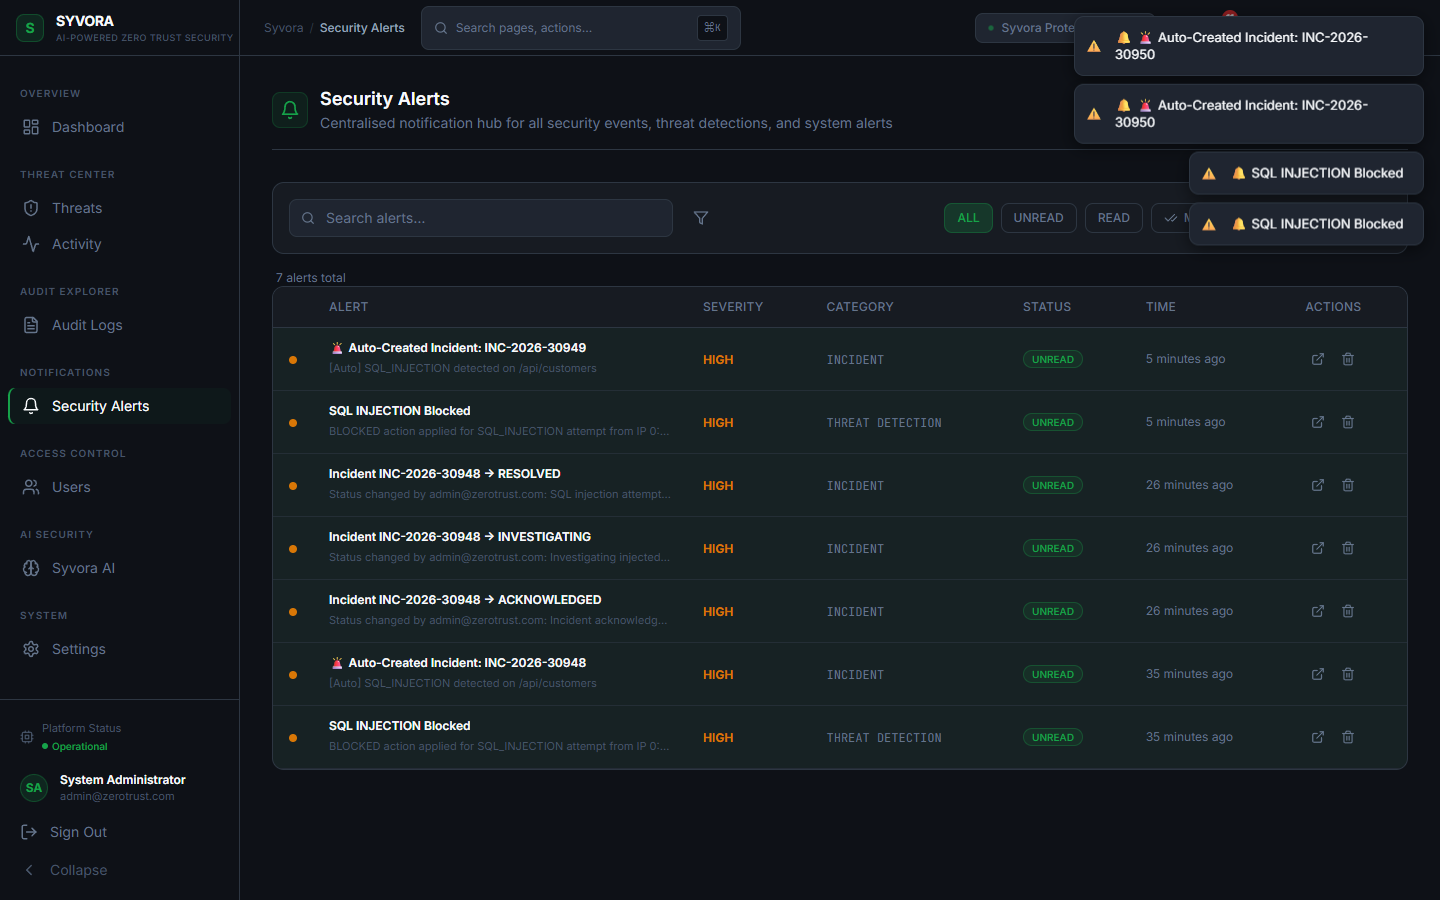 S
SYVORA
AI-POWERED ZERO TRUST SECURITY
Syvora / Security Alerts
Search pages, actions...
⌘K
Syvora Prote
🔔 🚨 Auto-Created Incident: INC-2026-
30950
🔔 🚨 Auto-Created Incident: INC-2026-
30950
🔔 SQL INJECTION Blocked
🔔 SQL INJECTION Blocked
OVERVIEW
Dashboard
THREAT CENTER
Threats
Activity
AUDIT EXPLORER
Audit Logs
NOTIFICATIONS
Security Alerts
ACCESS CONTROL
Users
AI SECURITY
Syvora AI
SYSTEM
Settings
Platform Status
Operational
SA
System Administrator
admin@zerotrust.com
Sign Out
Collapse
Security Alerts
Centralised notification hub for all security events, threat detections, and system alerts
Search alerts...
ALL UNREAD READ
7 alerts total
ALERT SEVERITY CATEGORY STATUS TIME ACTIONS
🚨 Auto-Created Incident: INC-2026-30949 HIGH INCIDENT UNREAD 5 minutes ago
[Auto] SQL_INJECTION detected on /api/customers
SQL INJECTION Blocked HIGH THREAT DETECTION UNREAD 5 minutes ago
BLOCKED action applied for SQL_INJECTION attempt from IP 0:...
Incident INC-2026-30948 → RESOLVED HIGH INCIDENT UNREAD 26 minutes ago
Status changed by admin@zerotrust.com: SQL injection attempt...
Incident INC-2026-30948 → INVESTIGATING HIGH INCIDENT UNREAD 26 minutes ago
Status changed by admin@zerotrust.com: Investigating injected...
Incident INC-2026-30948 → ACKNOWLEDGED HIGH INCIDENT UNREAD 26 minutes ago
Status changed by admin@zerotrust.com: Incident acknowledg...
🚨 Auto-Created Incident: INC-2026-30948 HIGH INCIDENT UNREAD 35 minutes ago
[Auto] SQL_INJECTION detected on /api/customers
SQL INJECTION Blocked HIGH THREAT DETECTION UNREAD 35 minutes ago
BLOCKED action applied for SQL_INJECTION attempt from IP 0:...